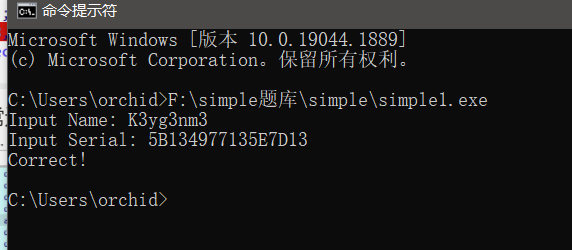 命令提示符
Microsoft Windows [版本 10.0.19044.1889]
(c) Microsoft Corporation。保留所有权利。
C:\Users\orchid>F:\simple题库\simple\simple1.exe
Input Name: K3yg3nm3
Input Serial: 5B134977135E7D13
Correct!
C:\Users\orchid>